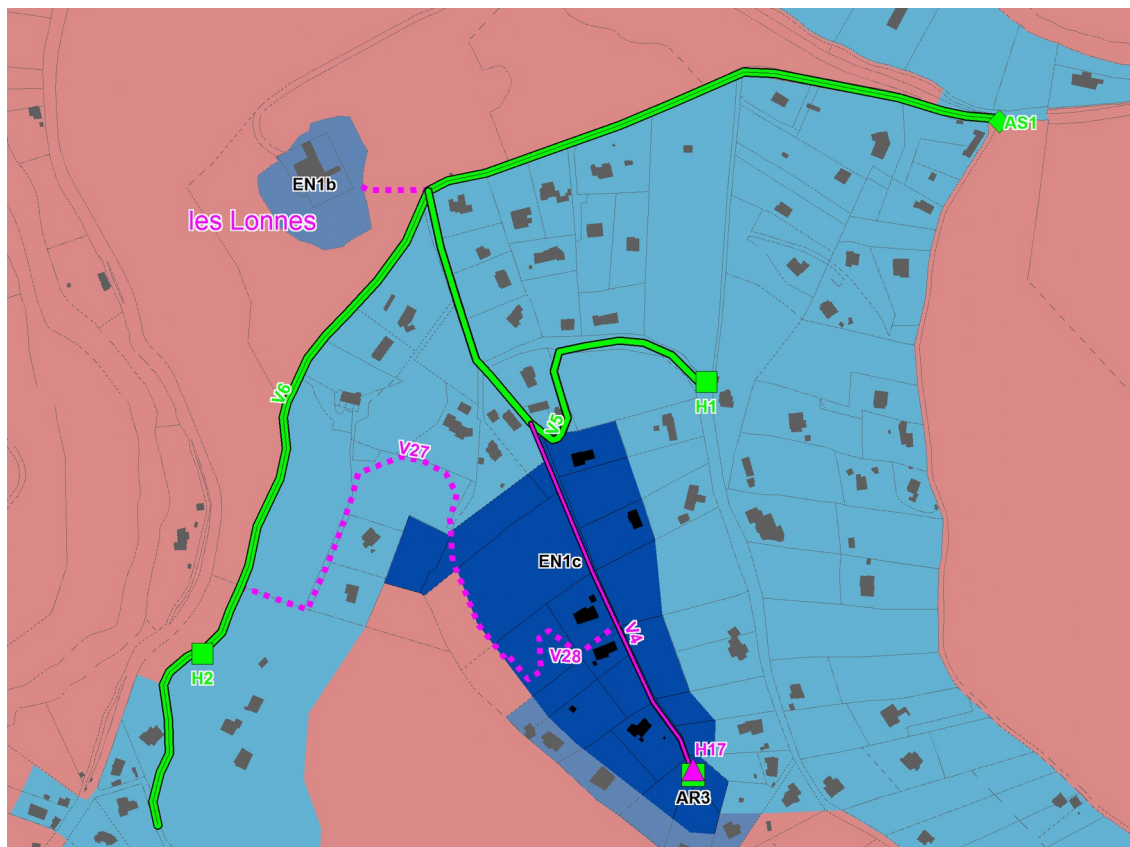 AS1
EN1b
les Lonnes
V6
H1
V5
V27
EN1c
V4
V28
H2
H17
AR3